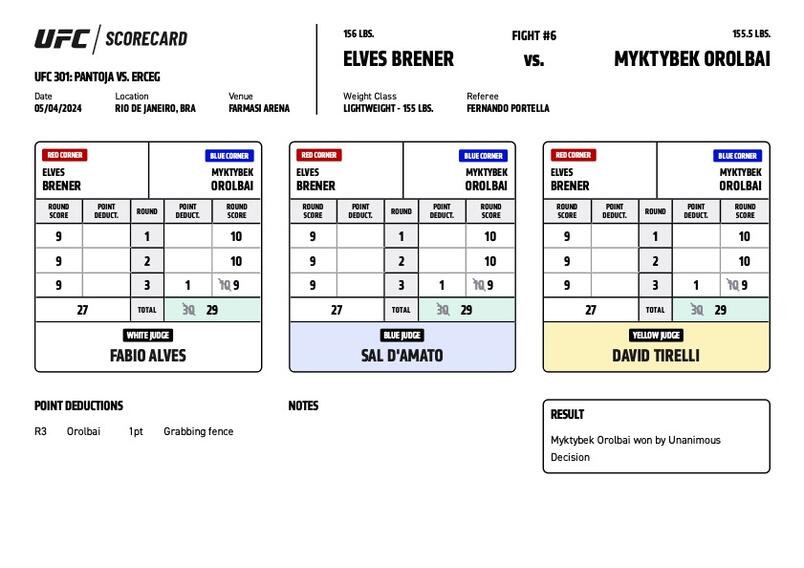 UFC / SCORECARD
UFC 301: PANTOJA VS. ERCEG
Date Location Venue
05/04/2024 RIO DE JANEIRO, BRA FARMASI ARENA
156 LBS. FIGHT #6 155.5 LBS.
ELVES BRENER VS. MYKTYBEK OROLBAI
Weight Class Referee
LIGHTWEIGHT - 155 LBS. FERNANDO PORTELLA
RED CORNER BLUE CORNER
ELVES MYKTYBEK
BRENER OROLBAI
ROUND SCORE POINT DEDUCT. ROUND POINT DEDUCT. ROUND SCORE
9 1 10
9 2 10
9 3 1 10 9
27 TOTAL 30 29
WHITE JUDGE
FABIO ALVES
RED CORNER BLUE CORNER
ELVES MYKTYBEK
BRENER OROLBAI
ROUND SCORE POINT DEDUCT. ROUND POINT DEDUCT. ROUND SCORE
9 1 10
9 2 10
9 3 1 10 9
27 TOTAL 30 29
BLUE JUDGE
SAL D'AMATO
RED CORNER BLUE CORNER
ELVES MYKTYBEK
BRENER OROLBAI
ROUND SCORE POINT DEDUCT. ROUND POINT DEDUCT. ROUND SCORE
9 1 10
9 2 10
9 3 1 10 9
27 TOTAL 30 29
YELLOW JUDGE
DAVID TIRELLI
POINT DEDUCTIONS
R3 Orolbai 1pt Grabbing fence
NOTES
RESULT
Myktybek Orolbai won by Unanimous
Decision